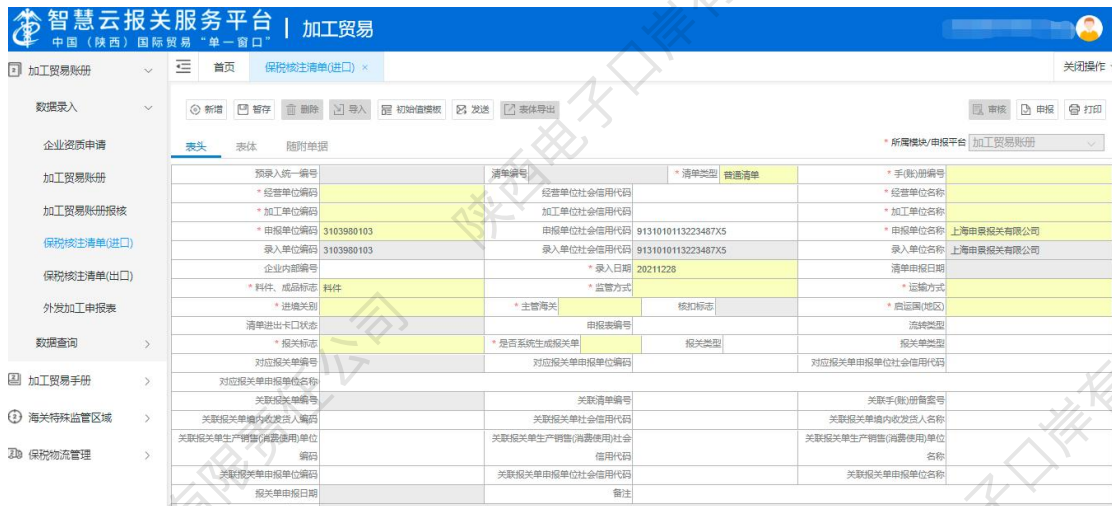 智慧云报关服务平台 | 加工贸易
中国（陕西）国际贸易“单一窗口”
加工贸易账册
首页 保税核注清单(进口) × 关闭操作
数据录入
新增 暂存 删除 导入 初始值模板 发送 表体导出 审核 申报 打印
企业资质申请
表头 表体 随附单据 * 所属模块/申报平台 加工贸易账册
加工贸易账册
加工贸易账册报核
保税核注清单(进口)
保税核注清单(出口)
外发加工申报表
数据查询
加工贸易手册
海关特殊监管区域
保税物流管理
预录入统一编号 清单编号 * 清单类型 普通清单 * 手(账)册编号
* 经营单位编码 经营单位社会信用代码 * 经营单位名称
* 加工单位编码 加工单位社会信用代码 * 加工单位名称
* 申报单位编码 3103980103 申报单位社会信用代码 9131010113223487X5 * 申报单位名称 上海申景报关有限公司
录入单位编码 3103980103 录入单位社会信用代码 9131010113223487X5 录入单位名称 上海申景报关有限公司
企业内部编号 * 录入日期 20211228 清单申报日期
* 料件、成品标志 料件 * 监管方式 * 运输方式
* 进境关别 * 主管海关 核扣标志 * 启运国(地区)
清单进出卡口状态 申报表编号 流转类型
* 报关标志 * 是否系统生成报关单 报关类型 报关单类型
对应报关单编号 对应报关单申报单位编码 对应报关单申报单位社会信用代码
对应报关单申报单位名称
关联报关单编号 关联清单编号 关联手(账)册备案号
关联报关单境内收发货人编码 关联报关单社会信用代码 关联报关单境内收发货人名称
关联报关单生产销售(消费使用)单位编码 关联报关单生产销售(消费使用)社会信用代码 关联报关单生产销售(消费使用)单位名称
关联报关单申报单位编码 关联报关单申报单位社会信用代码 关联报关单申报单位名称
报关单申报日期 备注
陕西电子口岸有
有限责任公司
子口岸有